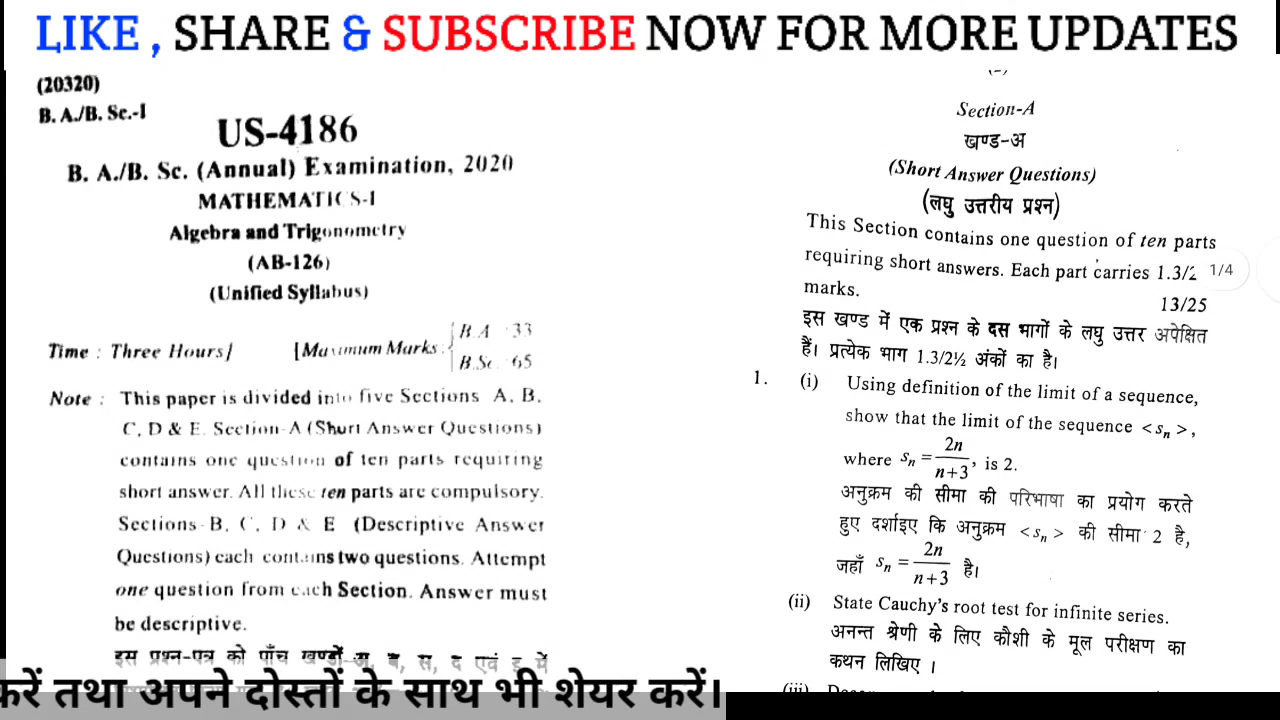 LIKE , SHARE & SUBSCRIBE NOW FOR MORE UPDATES
(20320)
B. A./B. Sc.-I
US-4186
B. A./B. Sc. (Annual) Examination, 2020
MATHEMATICS-I
Algebra and Trigonometry
(AB-126)
(Unified Syllabus)
Time : Three Hours] [Maximum Marks : B.A. 33
B.Sc. 65
Note : This paper is divided into five Sections A, B,
C, D & E. Section-A (Short Answer Questions)
contains one question of ten parts requiring
short answer. All these ten parts are compulsory.
Sections-B, C, D & E (Descriptive Answer
Questions) each contains two questions. Attempt
one question from each Section. Answer must
be descriptive.
इस प्रश्न-पत्र को पाँच खण्डों-अ, ब, स, द एवं इ में
Section-A
खण्ड-अ
(Short Answer Questions)
(लघु उत्तरीय प्रश्न)
This Section contains one question of ten parts
requiring short answers. Each part carries 1.3/2
1/4
marks. 13/25
इस खण्ड में एक प्रश्न के दस भागों के लघु उत्तर अपेक्षित
हैं। प्रत्येक भाग 1.3/2½ अंकों का है।
1. (i) Using definition of the limit of a sequence,
show that the limit of the sequence <sₙ>,
where sₙ = 2n/n+3, is 2.
अनुक्रम की सीमा की परिभाषा का प्रयोग करते
हुए दर्शाइए कि अनुक्रम <sₙ> की सीमा 2 है,
जहाँ sₙ = 2n/n+3 है।
(ii) State Cauchy's root test for infinite series.
अनन्त श्रेणी के लिए कौशी के मूल परीक्षण का
कथन लिखिए ।
(iii)
करें तथा अपने दोस्तों के साथ भी शेयर करें।